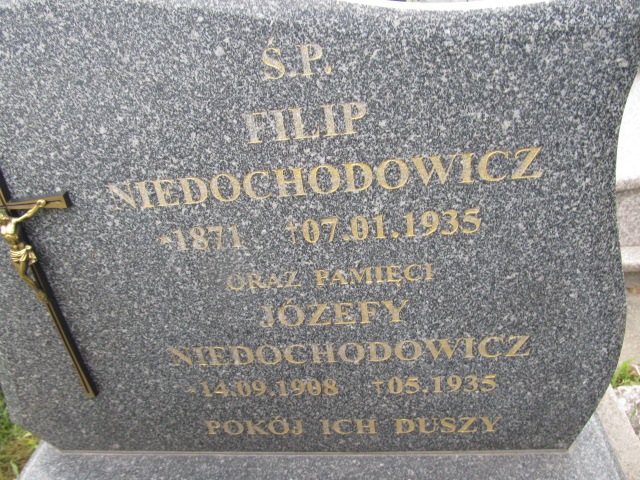 Ś.P.
FILIP
NIEDOCHODOWICZ
*1871 †07.01.1935
ORAZ PAMIĘCI
JÓZEFY
NIEDOCHODOWICZ
*14.09.1908 †05.1935
POKÓJ ICH DUSZY